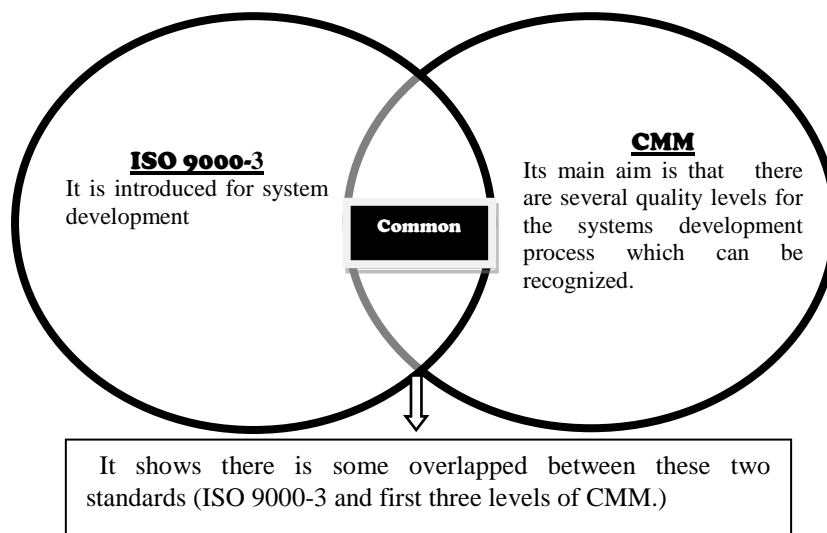 ISO 9000-3
It is introduced for system
development
CMM
Its main aim is that there
are several quality levels for
the systems development
process which can be
recognized.
Common
It shows there is some overlapped between these two
standards (ISO 9000-3 and first three levels of CMM.)